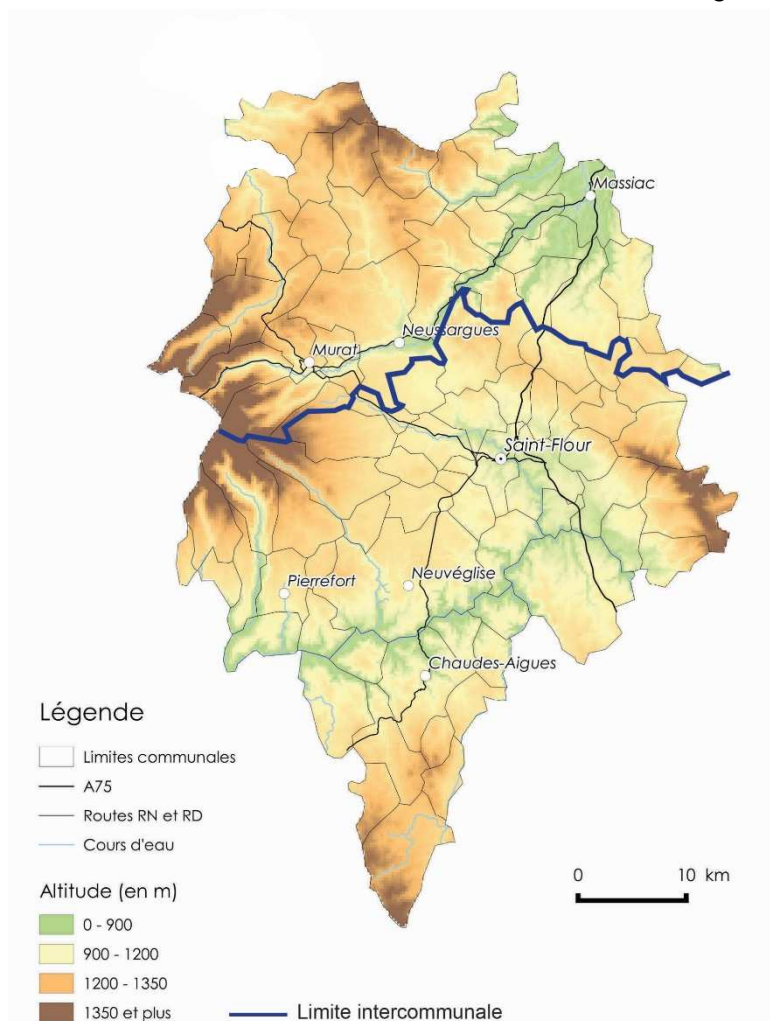 Massiac
Neussargues
Murat
Saint-Flour
Pierrefort
Neuvéglise
Chaudes-Aigues
Légende
Limites communales
A75
Routes RN et RD
Cours d'eau
0 10 km
Altitude (en m)
0 - 900
900 - 1200
1200 - 1350
1350 et plus
Limite intercommunale